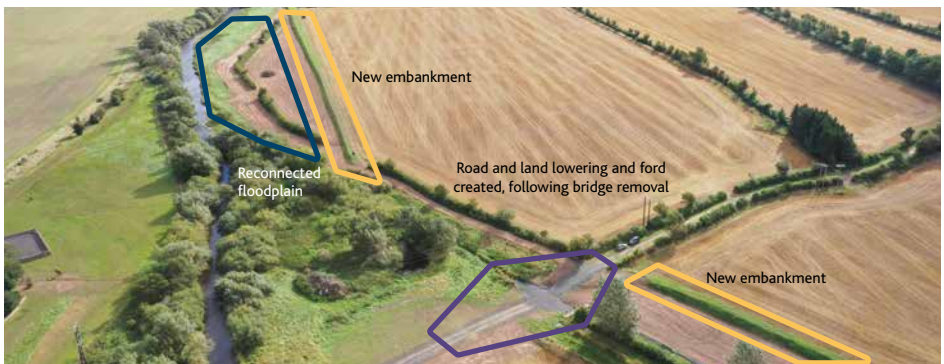 New embankment
Reconnected
floodplain
Road and land lowering and ford
created, following bridge removal
New embankment